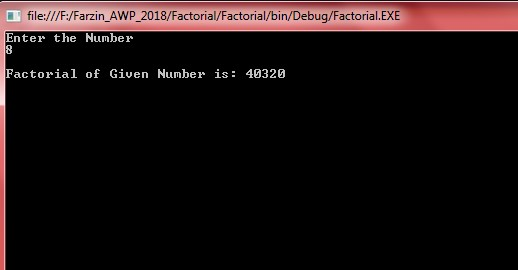 file:///F:/Farzin_AWP_2018/Factorial/Factorial/bin/Debug/Factorial.EXE
Enter the Number
8
Factorial of Given Number is: 40320